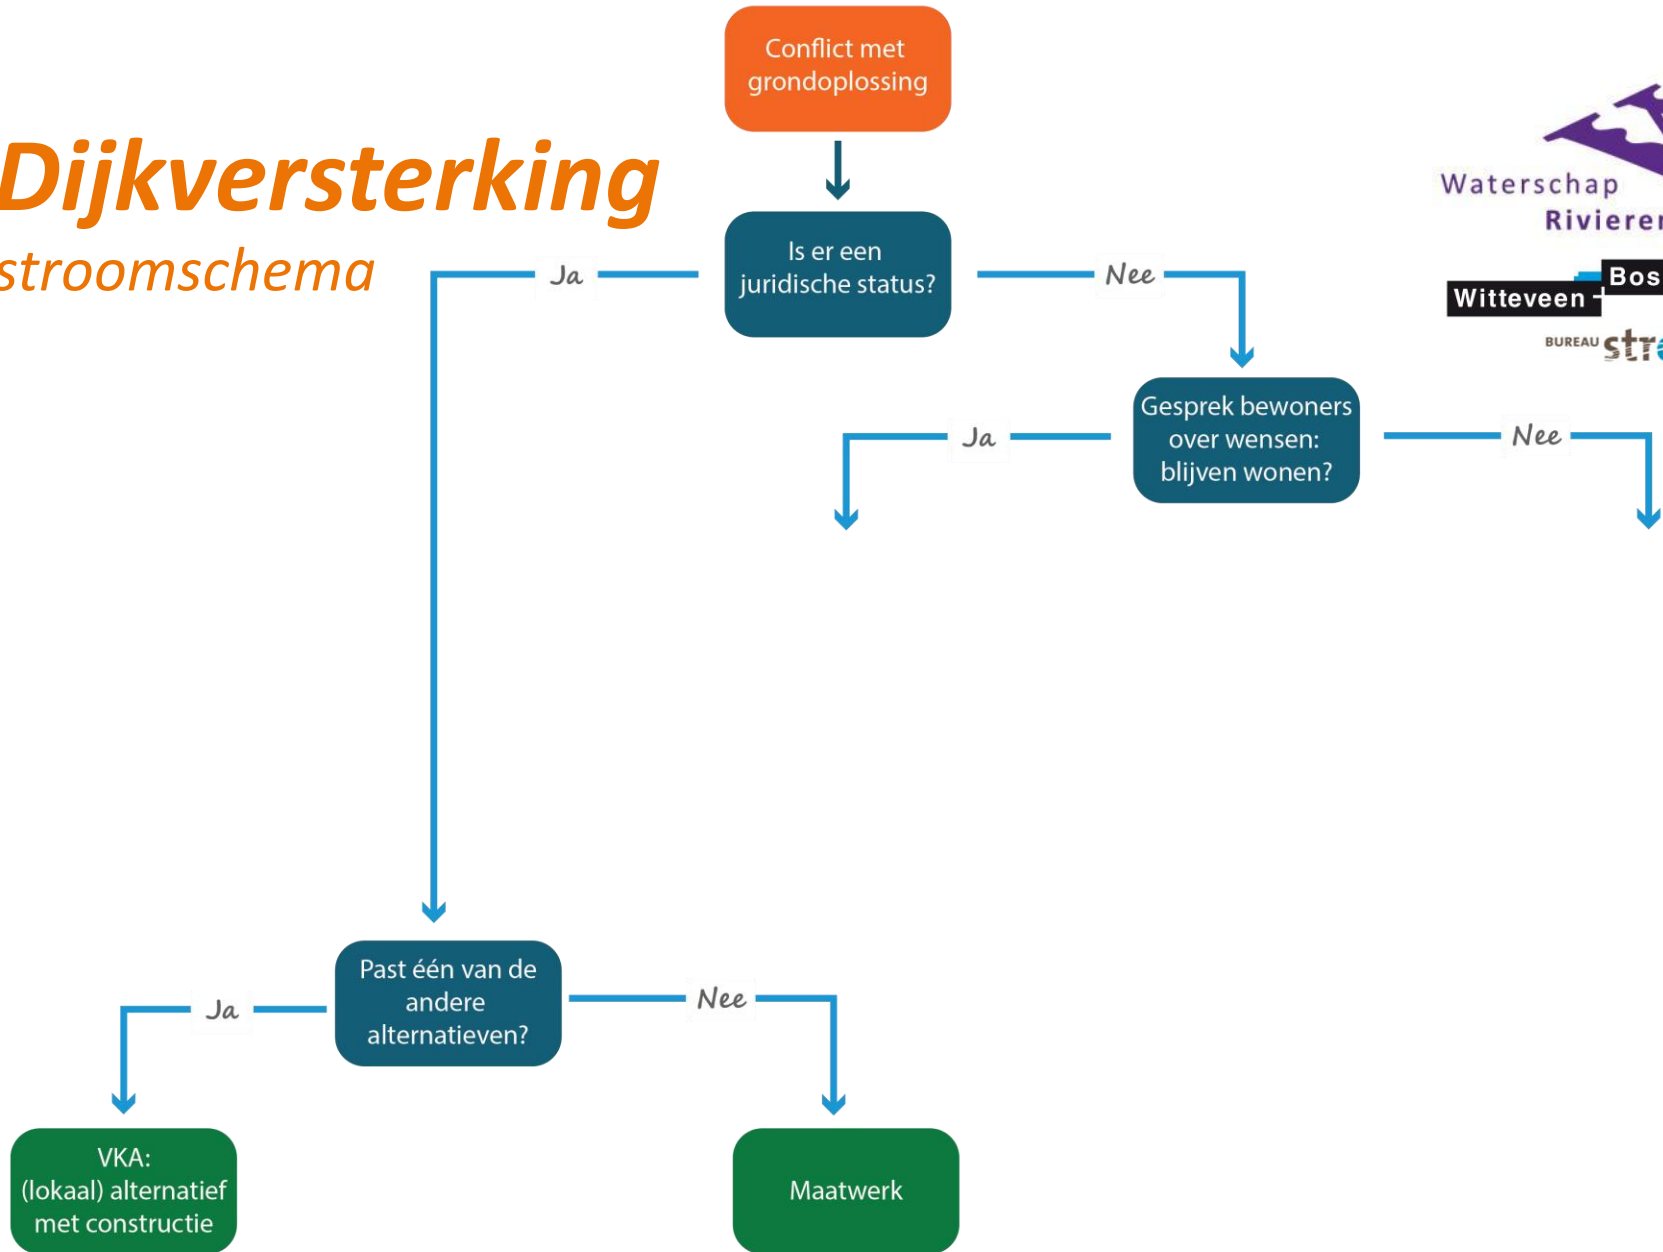 Conflict met
grondoplossing
Dijkversterking
stroomschema
Waterschap
Is er een
juridische status?
Ja
Nee
Witteveen
Bos
BUREAU
Gesprek bewoners
over wensen:
blijven wonen?
Ja
Nee
Past één van de
andere
alternatieven?
Ja
Nee
VKA:
(lokaal) alternatief
met constructie
Maatwerk